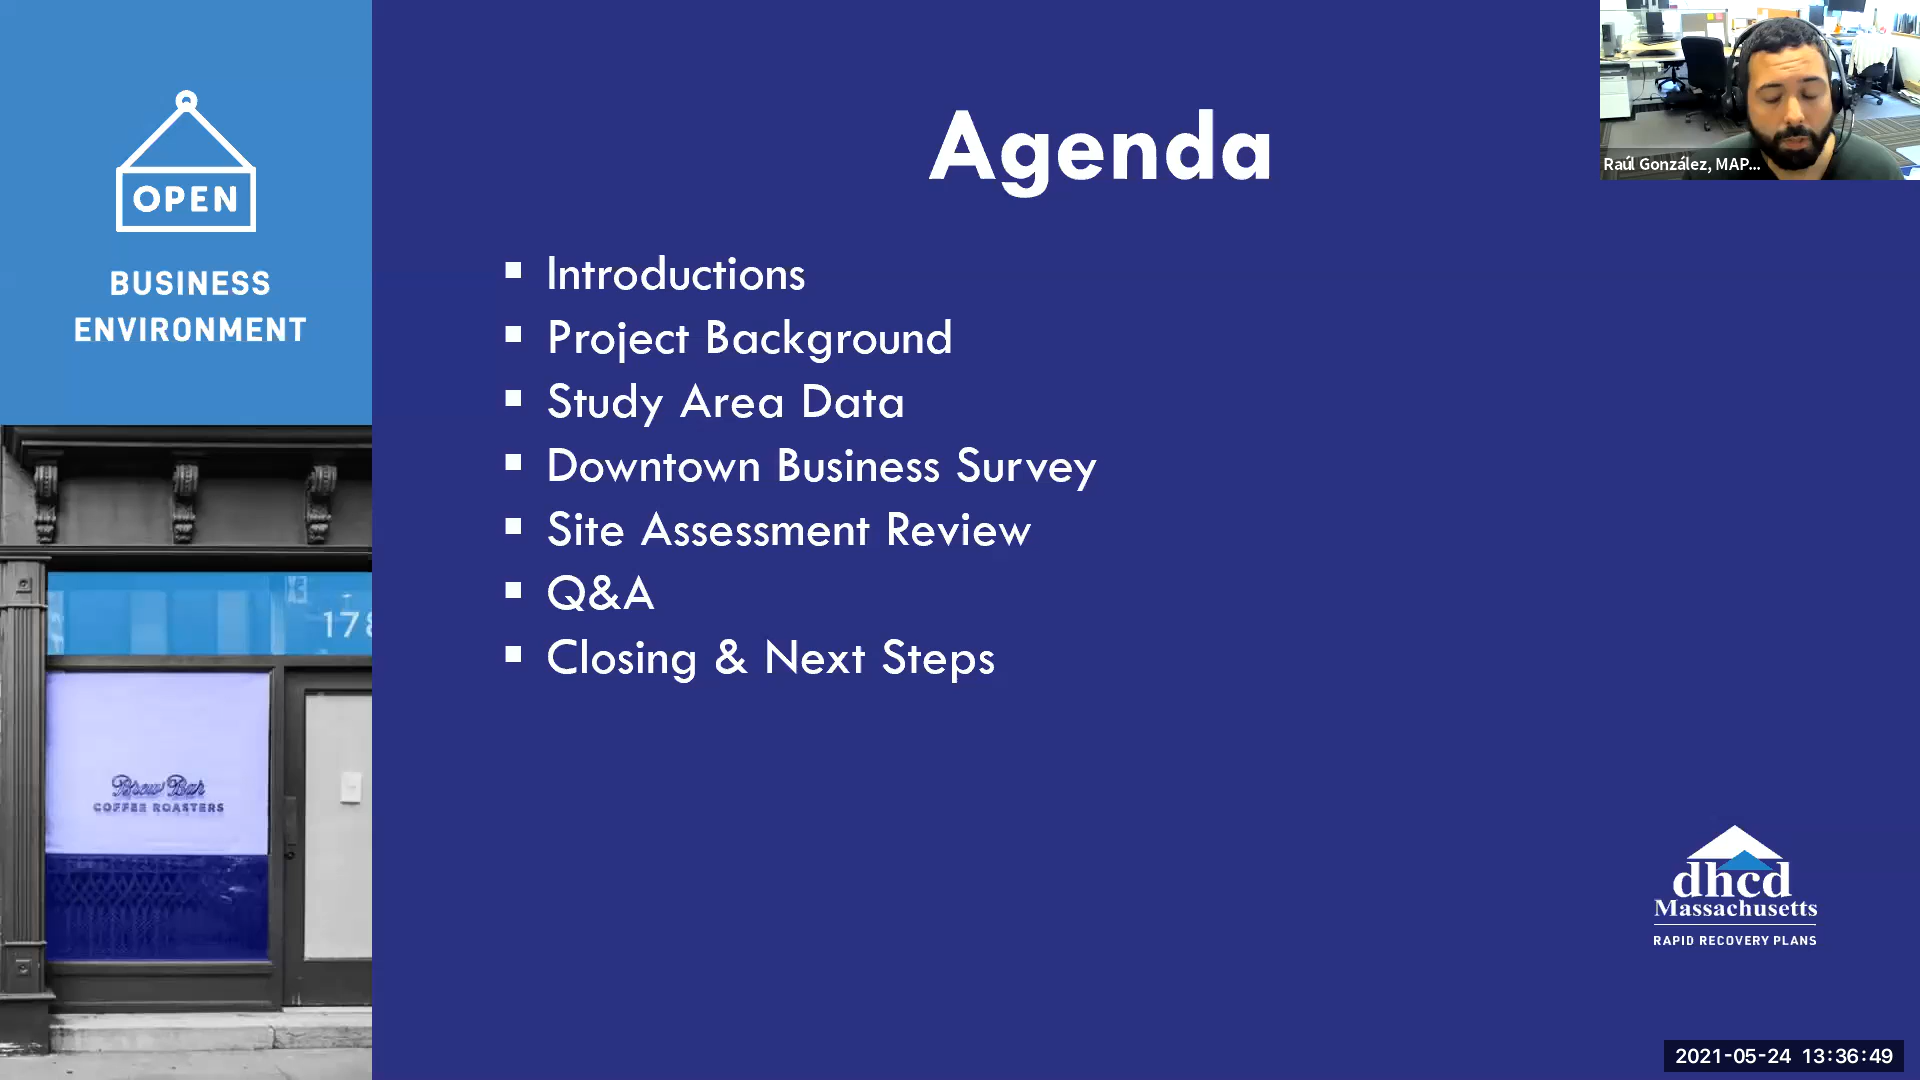 OPEN
BUSINESS
ENVIRONMENT
178
Brew Bar
COFFEE ROASTERS
Agenda
▪ Introductions
▪ Project Background
▪ Study Area Data
▪ Downtown Business Survey
▪ Site Assessment Review
▪ Q&A
▪ Closing & Next Steps
Raúl González, MAP...
dhcd
Massachusetts
RAPID RECOVERY PLANS
2021-05-24 13:36:49